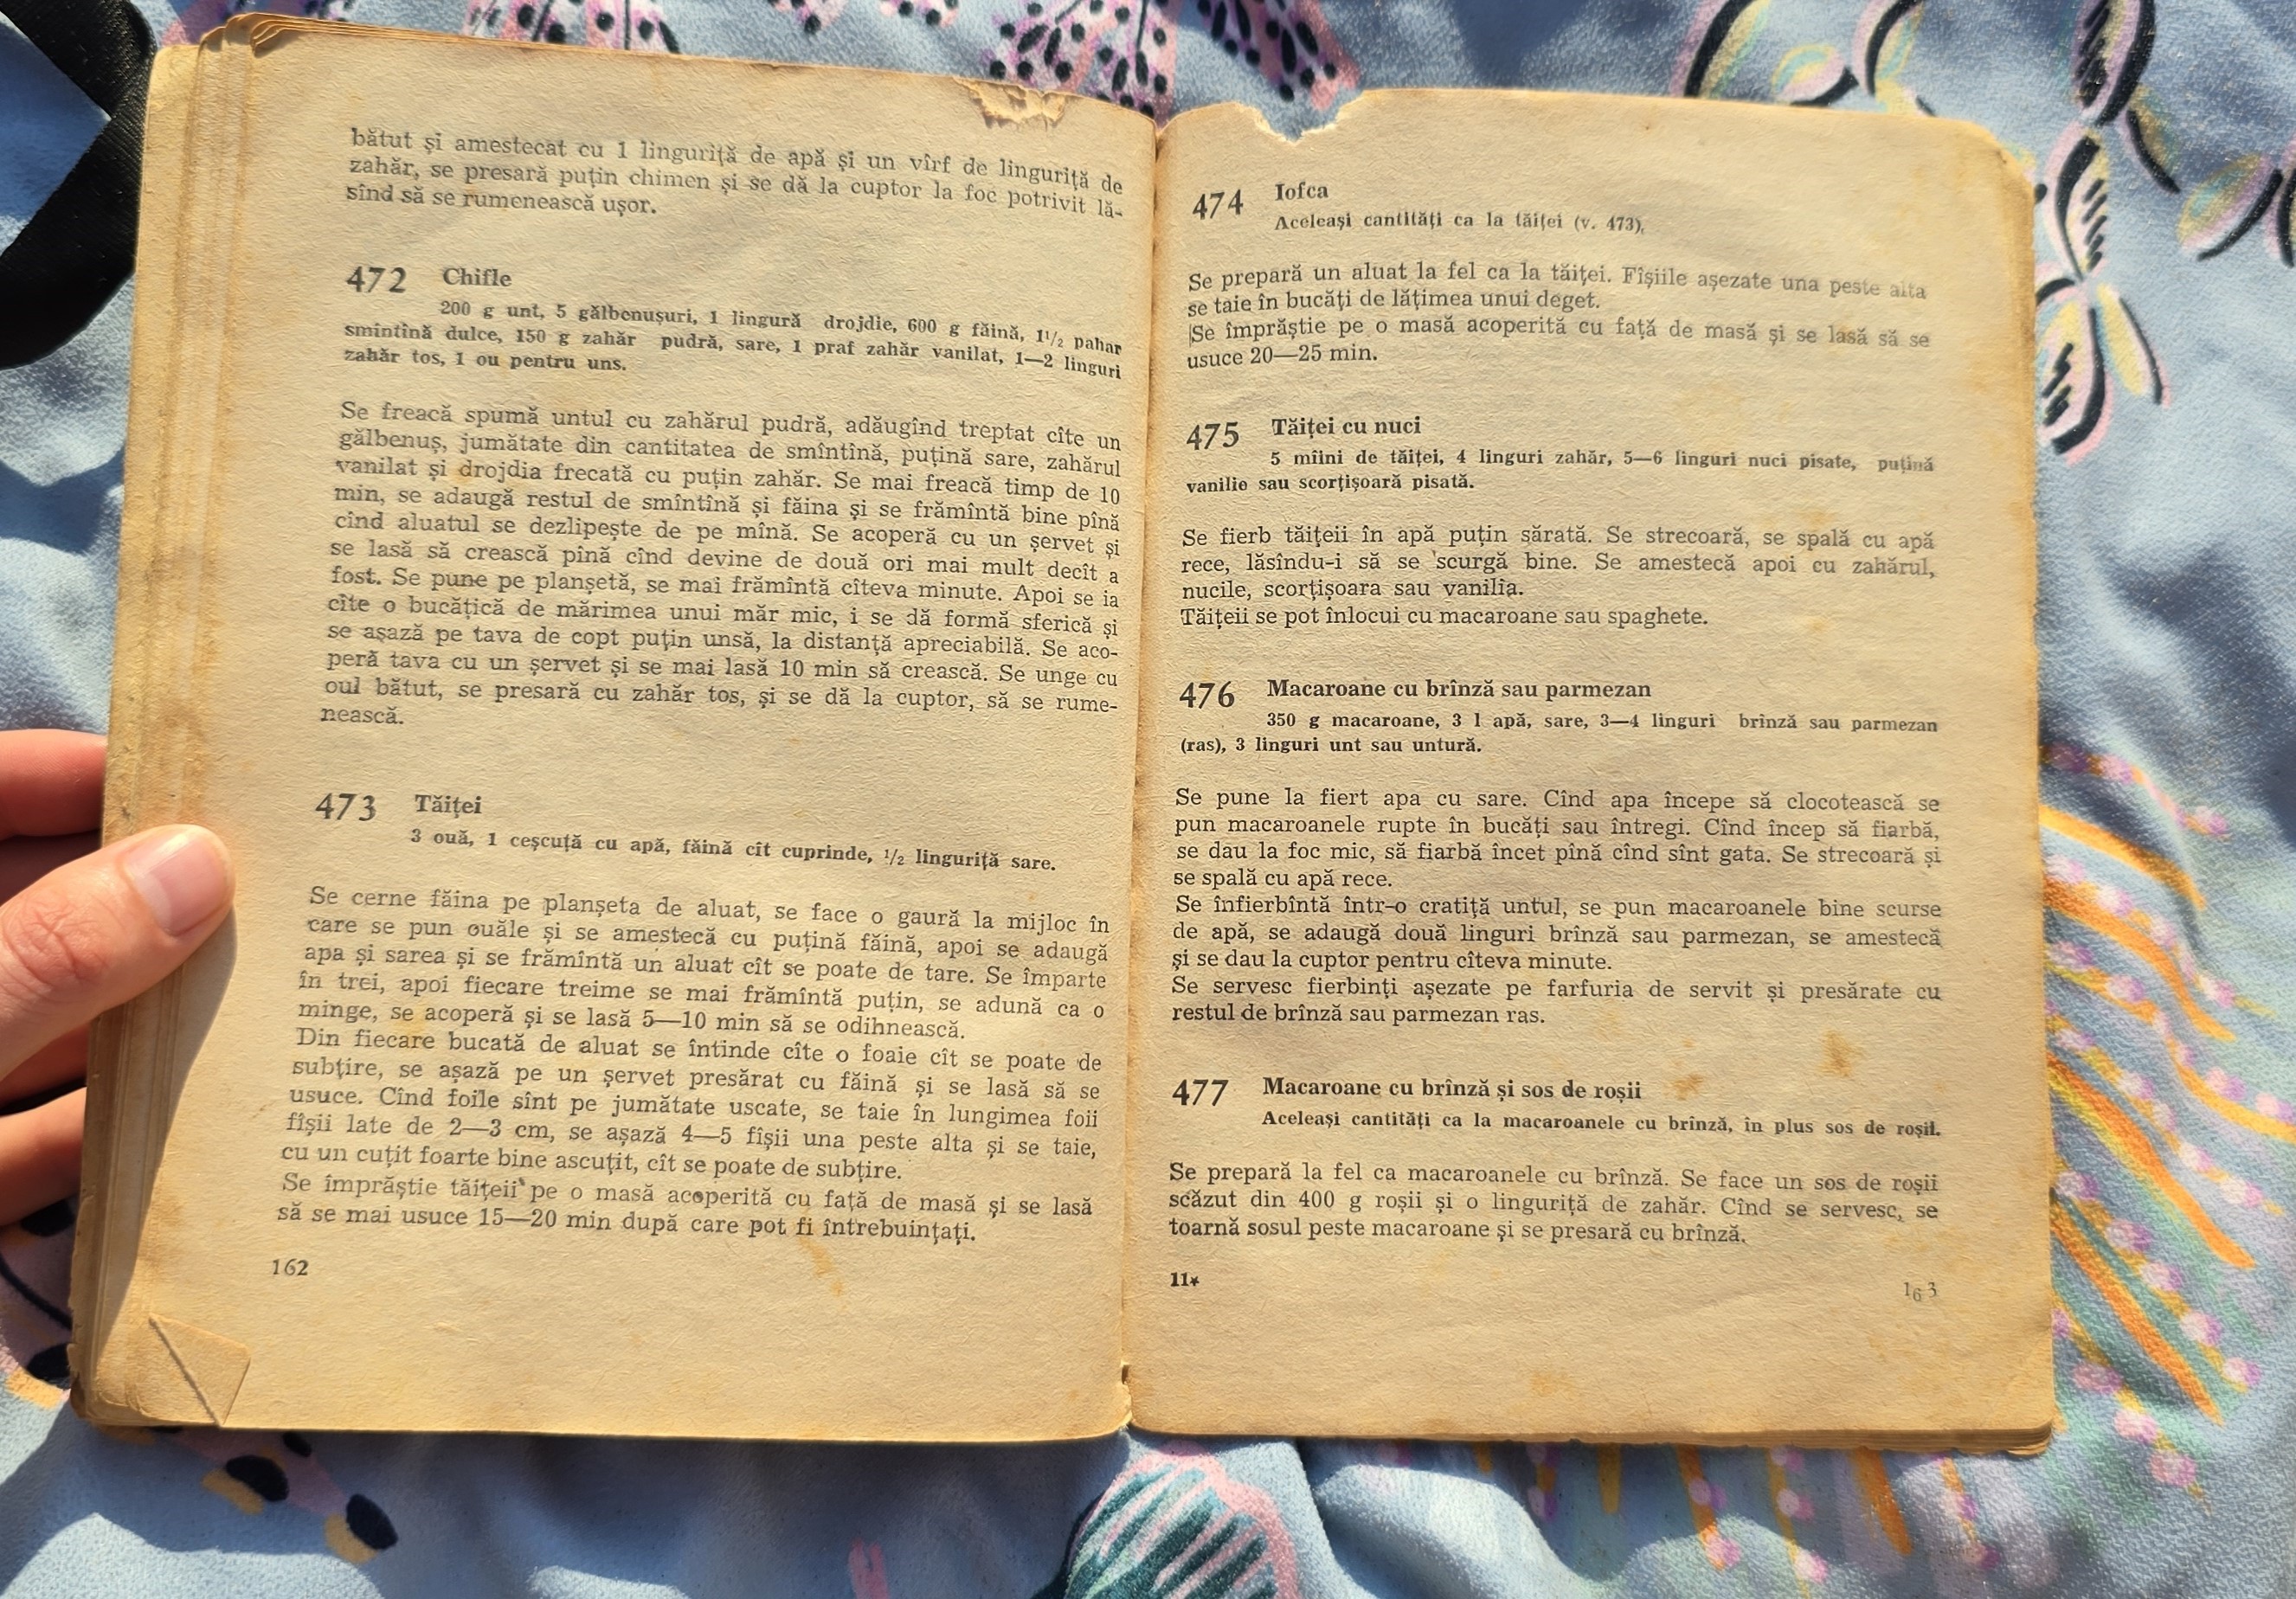 bătut și amestecat cu 1 linguriță de apă și un vîrf de linguriță de
zahăr, se presară puțin chimen și se dă la cuptor la foc potrivit lă-
sînd să se rumenească ușor.
472 Chifle
200 g unt, 5 gălbenușuri, 1 lingură drojdie, 600 g făină, 1 1/2 pahar
smîntînă dulce, 150 g zahăr pudră, sare, 1 praf zahăr vanilat, 1—2 linguri
zahăr tos, 1 ou pentru uns.
Se freacă spumă untul cu zahărul pudră, adăugînd treptat cîte un
gălbenuș, jumătate din cantitatea de smîntînă, puțină sare, zahărul
vanilat și drojdia frecată cu puțin zahăr. Se mai freacă timp de 10
min, se adaugă restul de smîntînă și făina și se frămîntă bine pînă
cînd aluatul se dezlipește de pe mînă. Se acoperă cu un șervet și
se lasă să crească pînă cînd devine de două ori mai mult decît a
fost. Se pune pe planșetă, se mai frămîntă cîteva minute. Apoi se ia
cîte o bucățică de mărimea unui măr mic, i se dă formă sferică și
se așază pe tava de copt puțin unsă, la distanță apreciabilă. Se aco-
peră tava cu un șervet și se mai lasă 10 min să crească. Se unge cu
oul bătut, se presară cu zahăr tos, și se dă la cuptor, să se rume-
nească.
473 Tăiței
3 ouă, 1 ceșcuță cu apă, făină cît cuprinde, 1/2 linguriță sare.
Se cerne făina pe planșeta de aluat, se face o gaură la mijloc în
care se pun ouăle și se amestecă cu puțină făină, apoi se adaugă
apa și sarea și se frămîntă un aluat cît se poate de tare. Se împarte
în trei, apoi fiecare treime se mai frămîntă puțin, se adună ca o
minge, se acoperă și se lasă 5—10 min să se odihnească.
Din fiecare bucată de aluat se întinde cîte o foaie cît se poate de
subțire, se așază pe un șervet presărat cu făină și se lasă să se
usuce. Cînd foile sînt pe jumătate uscate, se taie în lungimea foii
fîșii late de 2—3 cm, se așază 4—5 fîșii una peste alta și se taie,
cu un cuțit foarte bine ascuțit, cît se poate de subțire.
Se împrăștie tăițeii pe o masă acoperită cu față de masă și se lasă
să se mai usuce 15—20 min după care pot fi întrebuințați.
162
474 Iofca
Aceleași cantități ca la tăiței (v. 473).
Se prepară un aluat la fel ca la tăiței. Fîșiile așezate una peste alta
se taie în bucăți de lățimea unui deget.
Se împrăștie pe o masă acoperită cu față de masă și se lasă să se
usuce 20—25 min.
475 Tăiței cu nuci
5 mîini de tăiței, 4 linguri zahăr, 5—6 linguri nuci pisate, puțină
vanilie sau scorțișoară pisată.
Se fierb tăițeii în apă puțin sărată. Se strecoară, se spală cu apă
rece, lăsîndu-i să se scurgă bine. Se amestecă apoi cu zahărul,
nucile, scorțișoara sau vanilia.
Tăițeii se pot înlocui cu macaroane sau spaghete.
476 Macaroane cu brînză sau parmezan
350 g macaroane, 3 l apă, sare, 3—4 linguri brînză sau parmezan
(ras), 3 linguri unt sau untură.
Se pune la fiert apa cu sare. Cînd apa începe să clocotească se
pun macaroanele rupte în bucăți sau întregi. Cînd încep să fiarbă,
se dau la foc mic, să fiarbă încet pînă cînd sînt gata. Se strecoară și
se spală cu apă rece.
Se înfierbîntă într-o cratiță untul, se pun macaroanele bine scurse
de apă, se adaugă două linguri brînză sau parmezan, se amestecă
și se dau la cuptor pentru cîteva minute.
Se servesc fierbinți așezate pe farfuria de servit și presărate cu
restul de brînză sau parmezan ras.
477 Macaroane cu brînză și sos de roșii
Aceleași cantități ca la macaroanele cu brînză, în plus sos de roșii.
Se prepară la fel ca macaroanele cu brînză. Se face un sos de roșii
scăzut din 400 g roșii și o linguriță de zahăr. Cînd se servesc, se
toarnă sosul peste macaroane și se presară cu brînză.
11*
163